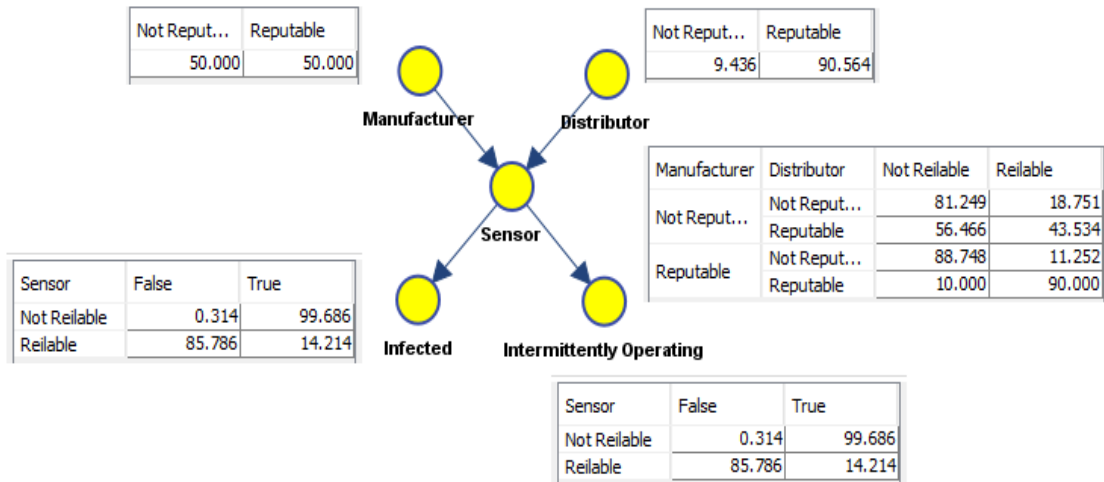 Not Reput... Reputable
50.000 50.000
Not Reput... Reputable
9.436 90.564
Manufacturer
Distributor
Manufacturer Distributor Not Reilable Reilable
Not Reput... Not Reput... 81.249 18.751
Reputable 56.466 43.534
Reputable Not Reput... 88.748 11.252
Reputable 10.000 90.000
Sensor
Sensor False True
Not Reilable 0.314 99.686
Reilable 85.786 14.214
Infected
Intermittently Operating
Sensor False True
Not Reilable 0.314 99.686
Reilable 85.786 14.214